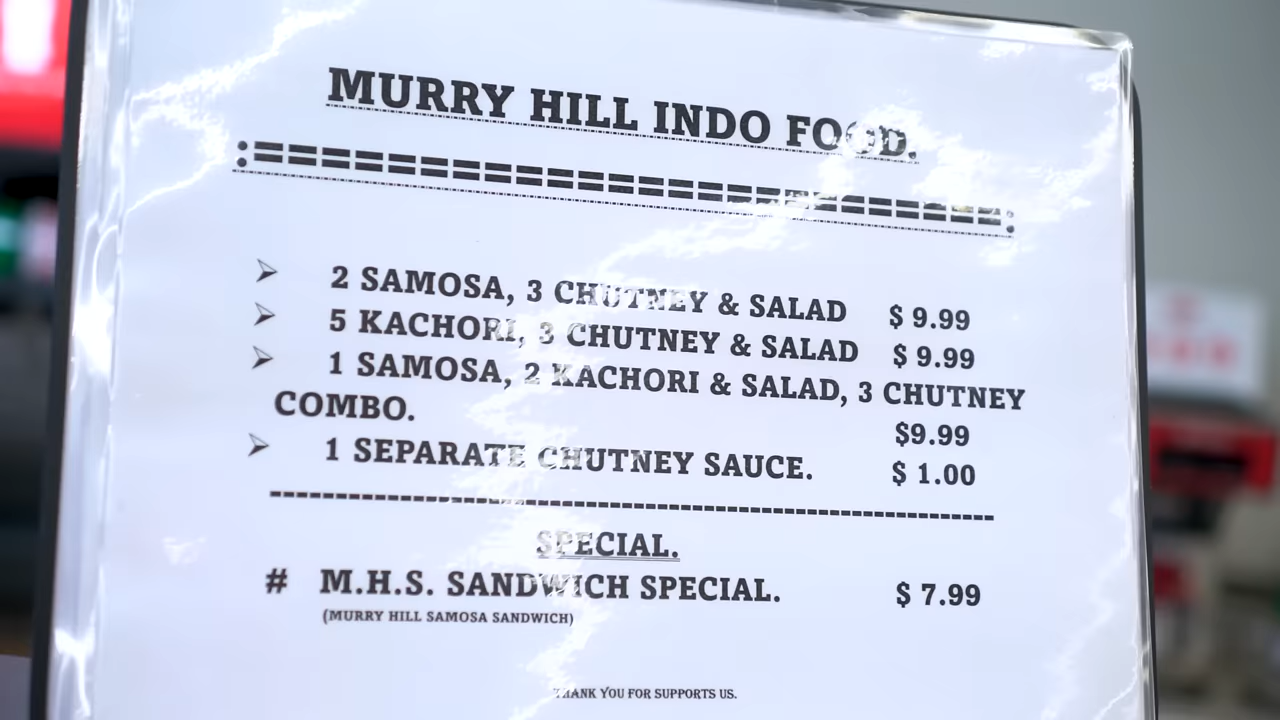 MURRY HILL INDO FOOD.
:==========================:
➢ 2 SAMOSA, 3 CHUTNEY & SALAD $ 9.99
➢ 5 KACHORI, 3 CHUTNEY & SALAD $ 9.99
➢ 1 SAMOSA, 2 KACHORI & SALAD, 3 CHUTNEY
COMBO. $9.99
➢ 1 SEPARATE CHUTNEY SAUCE. $ 1.00
------------------------------------------------------------
SPECIAL.
# M.H.S. SANDWICH SPECIAL. $ 7.99
(MURRY HILL SAMOSA SANDWICH)
THANK YOU FOR SUPPORTS US.